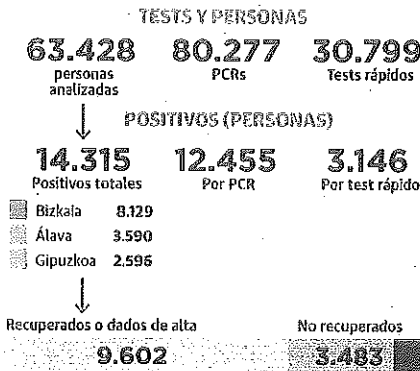 TESTS Y PERSONAS
63.428 80.277 30.799
personas analizadas PCRs Tests rápidos
POSITIVOS (PERSONAS)
14.315 12.455 3.146
Positivos totales Por PCR Por test rápido
Bizkaia 8.129
Álava 3.590
Gipuzkoa 2.596
Recuperados o dados de alta No recuperados
9.602 3.483